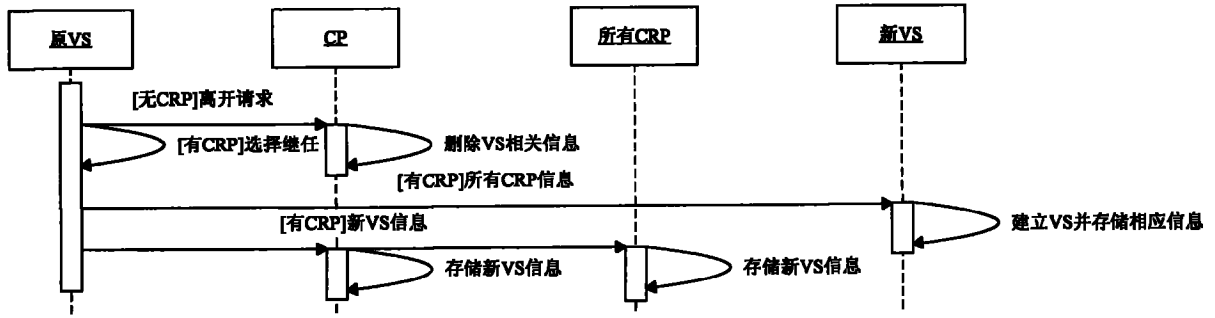 原VS
CP
所有CRP
新VS
[无CRP]离开请求
[有CRP]选择继任
删除VS相关信息
[有CRP]所有CRP信息
[有CRP]新VS信息
建立VS并存储相应信息
存储新VS信息
存储新VS信息